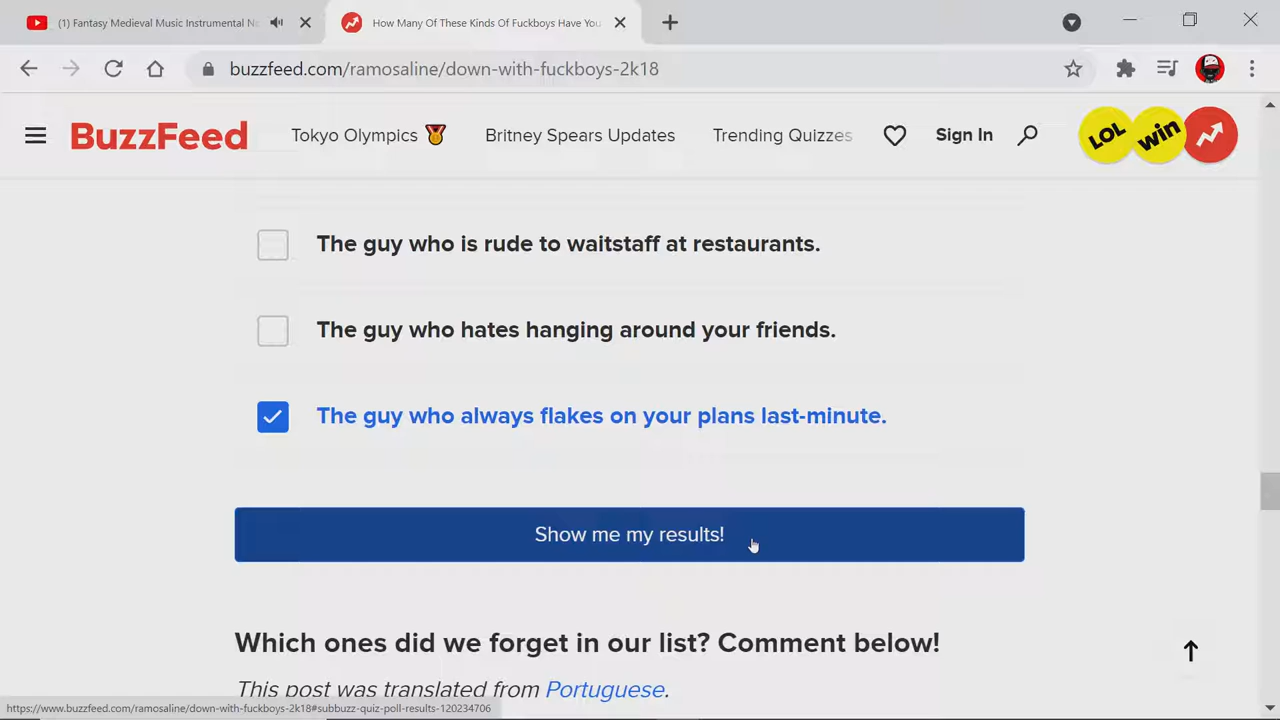 (1) Fantasy Medieval Music Instrumental No
How Many Of These Kinds Of Fuckboys Have You
buzzfeed.com/ramosaline/down-with-fuckboys-2k18
BuzzFeed
Tokyo Olympics
Britney Spears Updates
Trending Quizzes
Sign In
LOL
win
The guy who is rude to waitstaff at restaurants.
The guy who hates hanging around your friends.
The guy who always flakes on your plans last-minute.
Show me my results!
Which ones did we forget in our list? Comment below!
This post was translated from Portuguese.
https://www.buzzfeed.com/ramosaline/down-with-fuckboys-2k18#subbuzz-quiz-poll-results-120234706